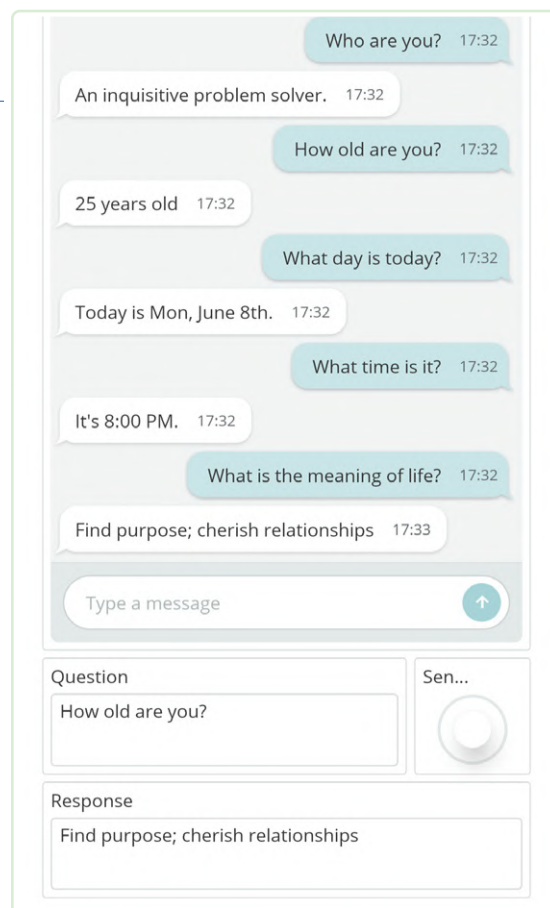 Who are you? 17:32
An inquisitive problem solver. 17:32
How old are you? 17:32
25 years old 17:32
What day is today? 17:32
Today is Mon, June 8th. 17:32
What time is it? 17:32
It's 8:00 PM. 17:32
What is the meaning of life? 17:32
Find purpose; cherish relationships 17:33
Type a message
Question
Sen...
How old are you?
Response
Find purpose; cherish relationships